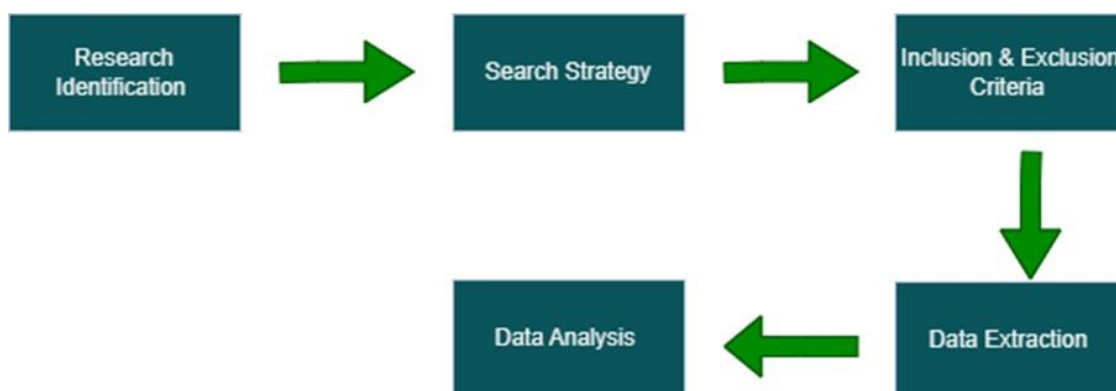 Research
Identification
Search Strategy
Inclusion & Exclusion
Criteria
Data Extraction
Data Analysis